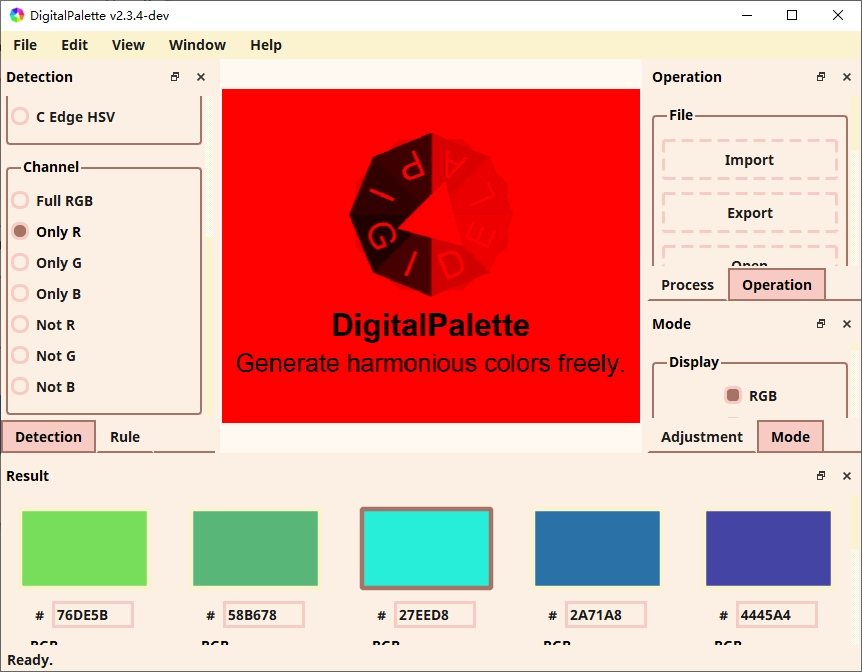 DigitalPalette v2.3.4-dev
File Edit View Window Help
Detection
C Edge HSV
Channel
Full RGB
Only R
Only G
Only B
Not R
Not G
Not B
Detection Rule
DIGIPALE
DigitalPalette
Generate harmonious colors freely.
Operation
File
Import
Export
Open
Process Operation
Mode
Display
RGB
Adjustment Mode
Result
# 76DE5B # 58B678 # 27EED8 # 2A71A8 # 4445A4
RGB RGB RGB RGB RGB
Ready.